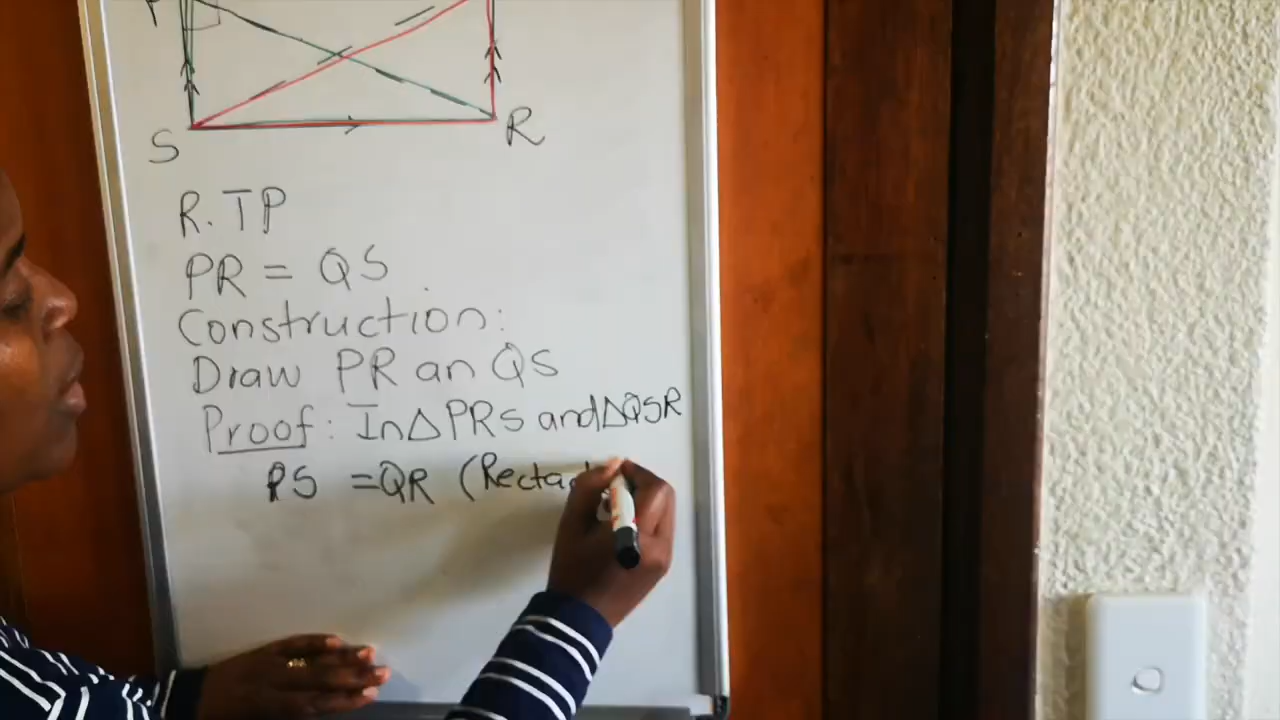 S R
R.TP
PR = QS
Construction:
Draw PR an QS
Proof: In △PRS and △QSR
PS = QR (Recta